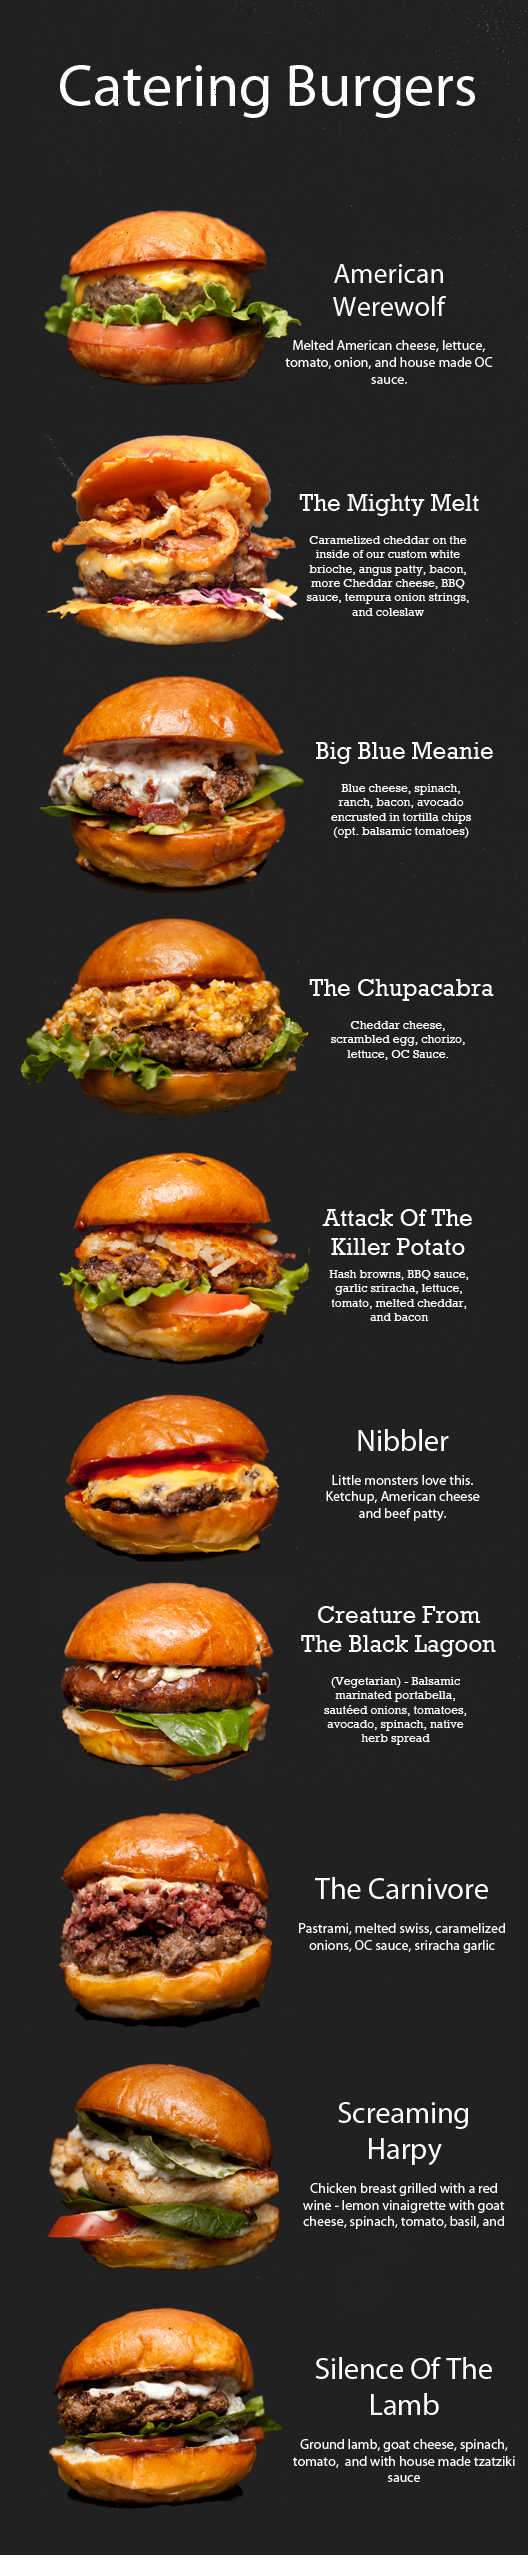 Catering Burgers
American
Werewolf
Melted American cheese, lettuce,
tomato, onion, and house made OC
sauce.
The Mighty Melt
Caramelized cheddar on the
inside of our custom white
brioche, angus patty, bacon,
more Cheddar cheese, BBQ
sauce, tempura onion strings,
and coleslaw
Big Blue Meanie
Blue cheese, spinach,
ranch, bacon, avocado
encrusted in tortilla chips
(opt. balsamic tomatoes)
The Chupacabra
Cheddar cheese,
scrambled egg, chorizo,
lettuce, OC Sauce.
Attack Of The
Killer Potato
Hash browns, BBQ sauce,
garlic sriracha, lettuce,
tomato, melted cheddar,
and bacon
Nibbler
Little monsters love this.
Ketchup, American cheese
and beef patty.
Creature From
The Black Lagoon
(Vegetarian) - Balsamic
marinated portabella,
sautéed onions, tomatoes,
avocado, spinach, native
herb spread
The Carnivore
Pastrami, melted swiss, caramelized
onions, OC sauce, sriracha garlic
Screaming
Harpy
Chicken breast grilled with a red
wine - lemon vinaigrette with goat
cheese, spinach, tomato, basil, and
Silence Of The
Lamb
Ground lamb, goat cheese, spinach,
tomato,  and with house made tzatziki
sauce